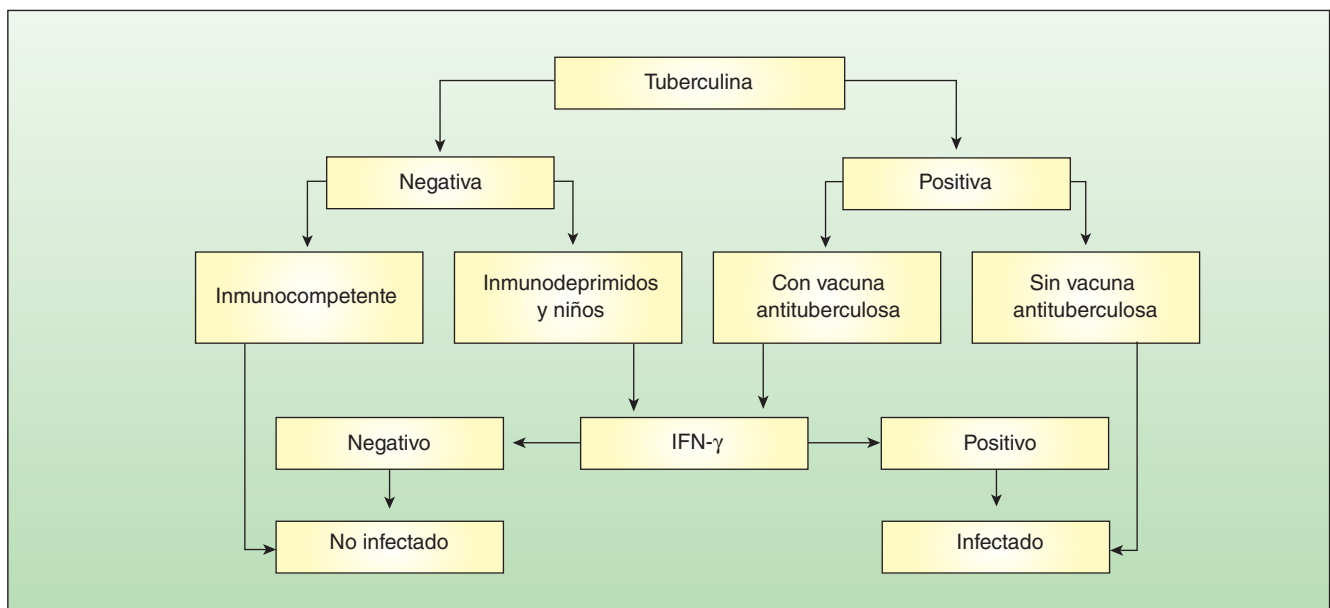 Tuberculina
Negativa
Positiva
Inmunocompetente
Inmunodeprimidos
y niños
Con vacuna
antituberculosa
Sin vacuna
antituberculosa
Negativo
IFN-γ
Positivo
No infectado
Infectado